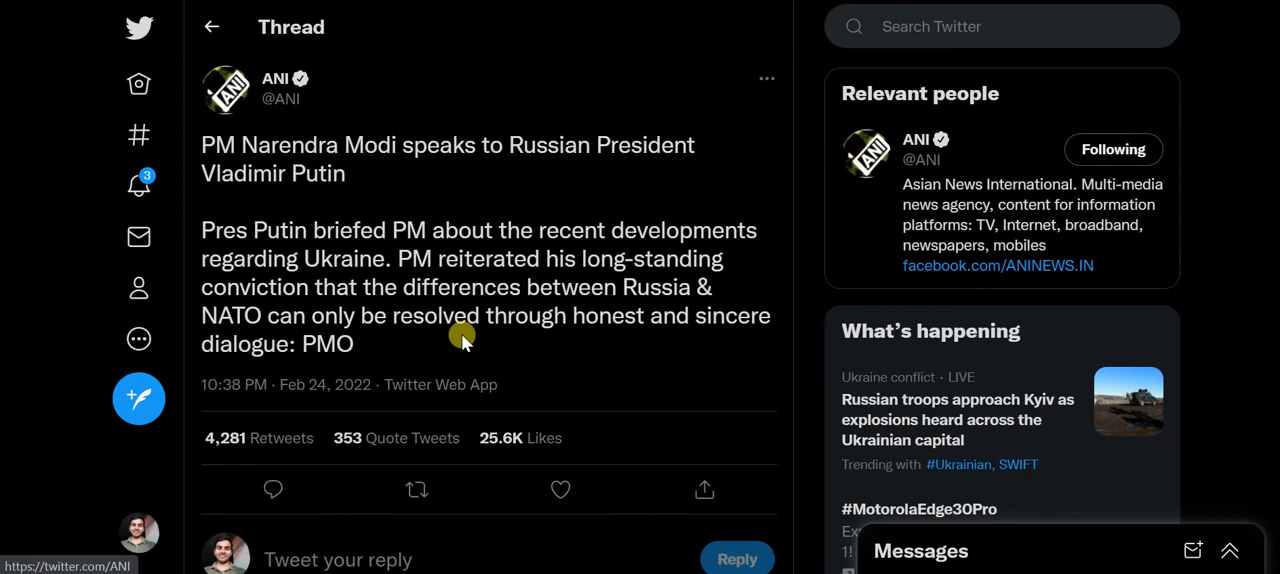 Thread
Search Twitter
ANI
@ANI
PM Narendra Modi speaks to Russian President
Vladimir Putin
Pres Putin briefed PM about the recent developments
regarding Ukraine. PM reiterated his long-standing
conviction that the differences between Russia &
NATO can only be resolved through honest and sincere
dialogue: PMO
10:38 PM · Feb 24, 2022 · Twitter Web App
4,281 Retweets 353 Quote Tweets 25.6K Likes
Tweet your reply
Reply
3
https://twitter.com/ANI
Relevant people
ANI
@ANI
Following
Asian News International. Multi-media
news agency, content for information
platforms: TV, Internet, broadband,
newspapers, mobiles
facebook.com/ANINEWS.IN
What's happening
Ukraine conflict · LIVE
Russian troops approach Kyiv as
explosions heard across the
Ukrainian capital
Trending with #Ukrainian, SWIFT
#MotorolaEdge30Pro
1!
Messages